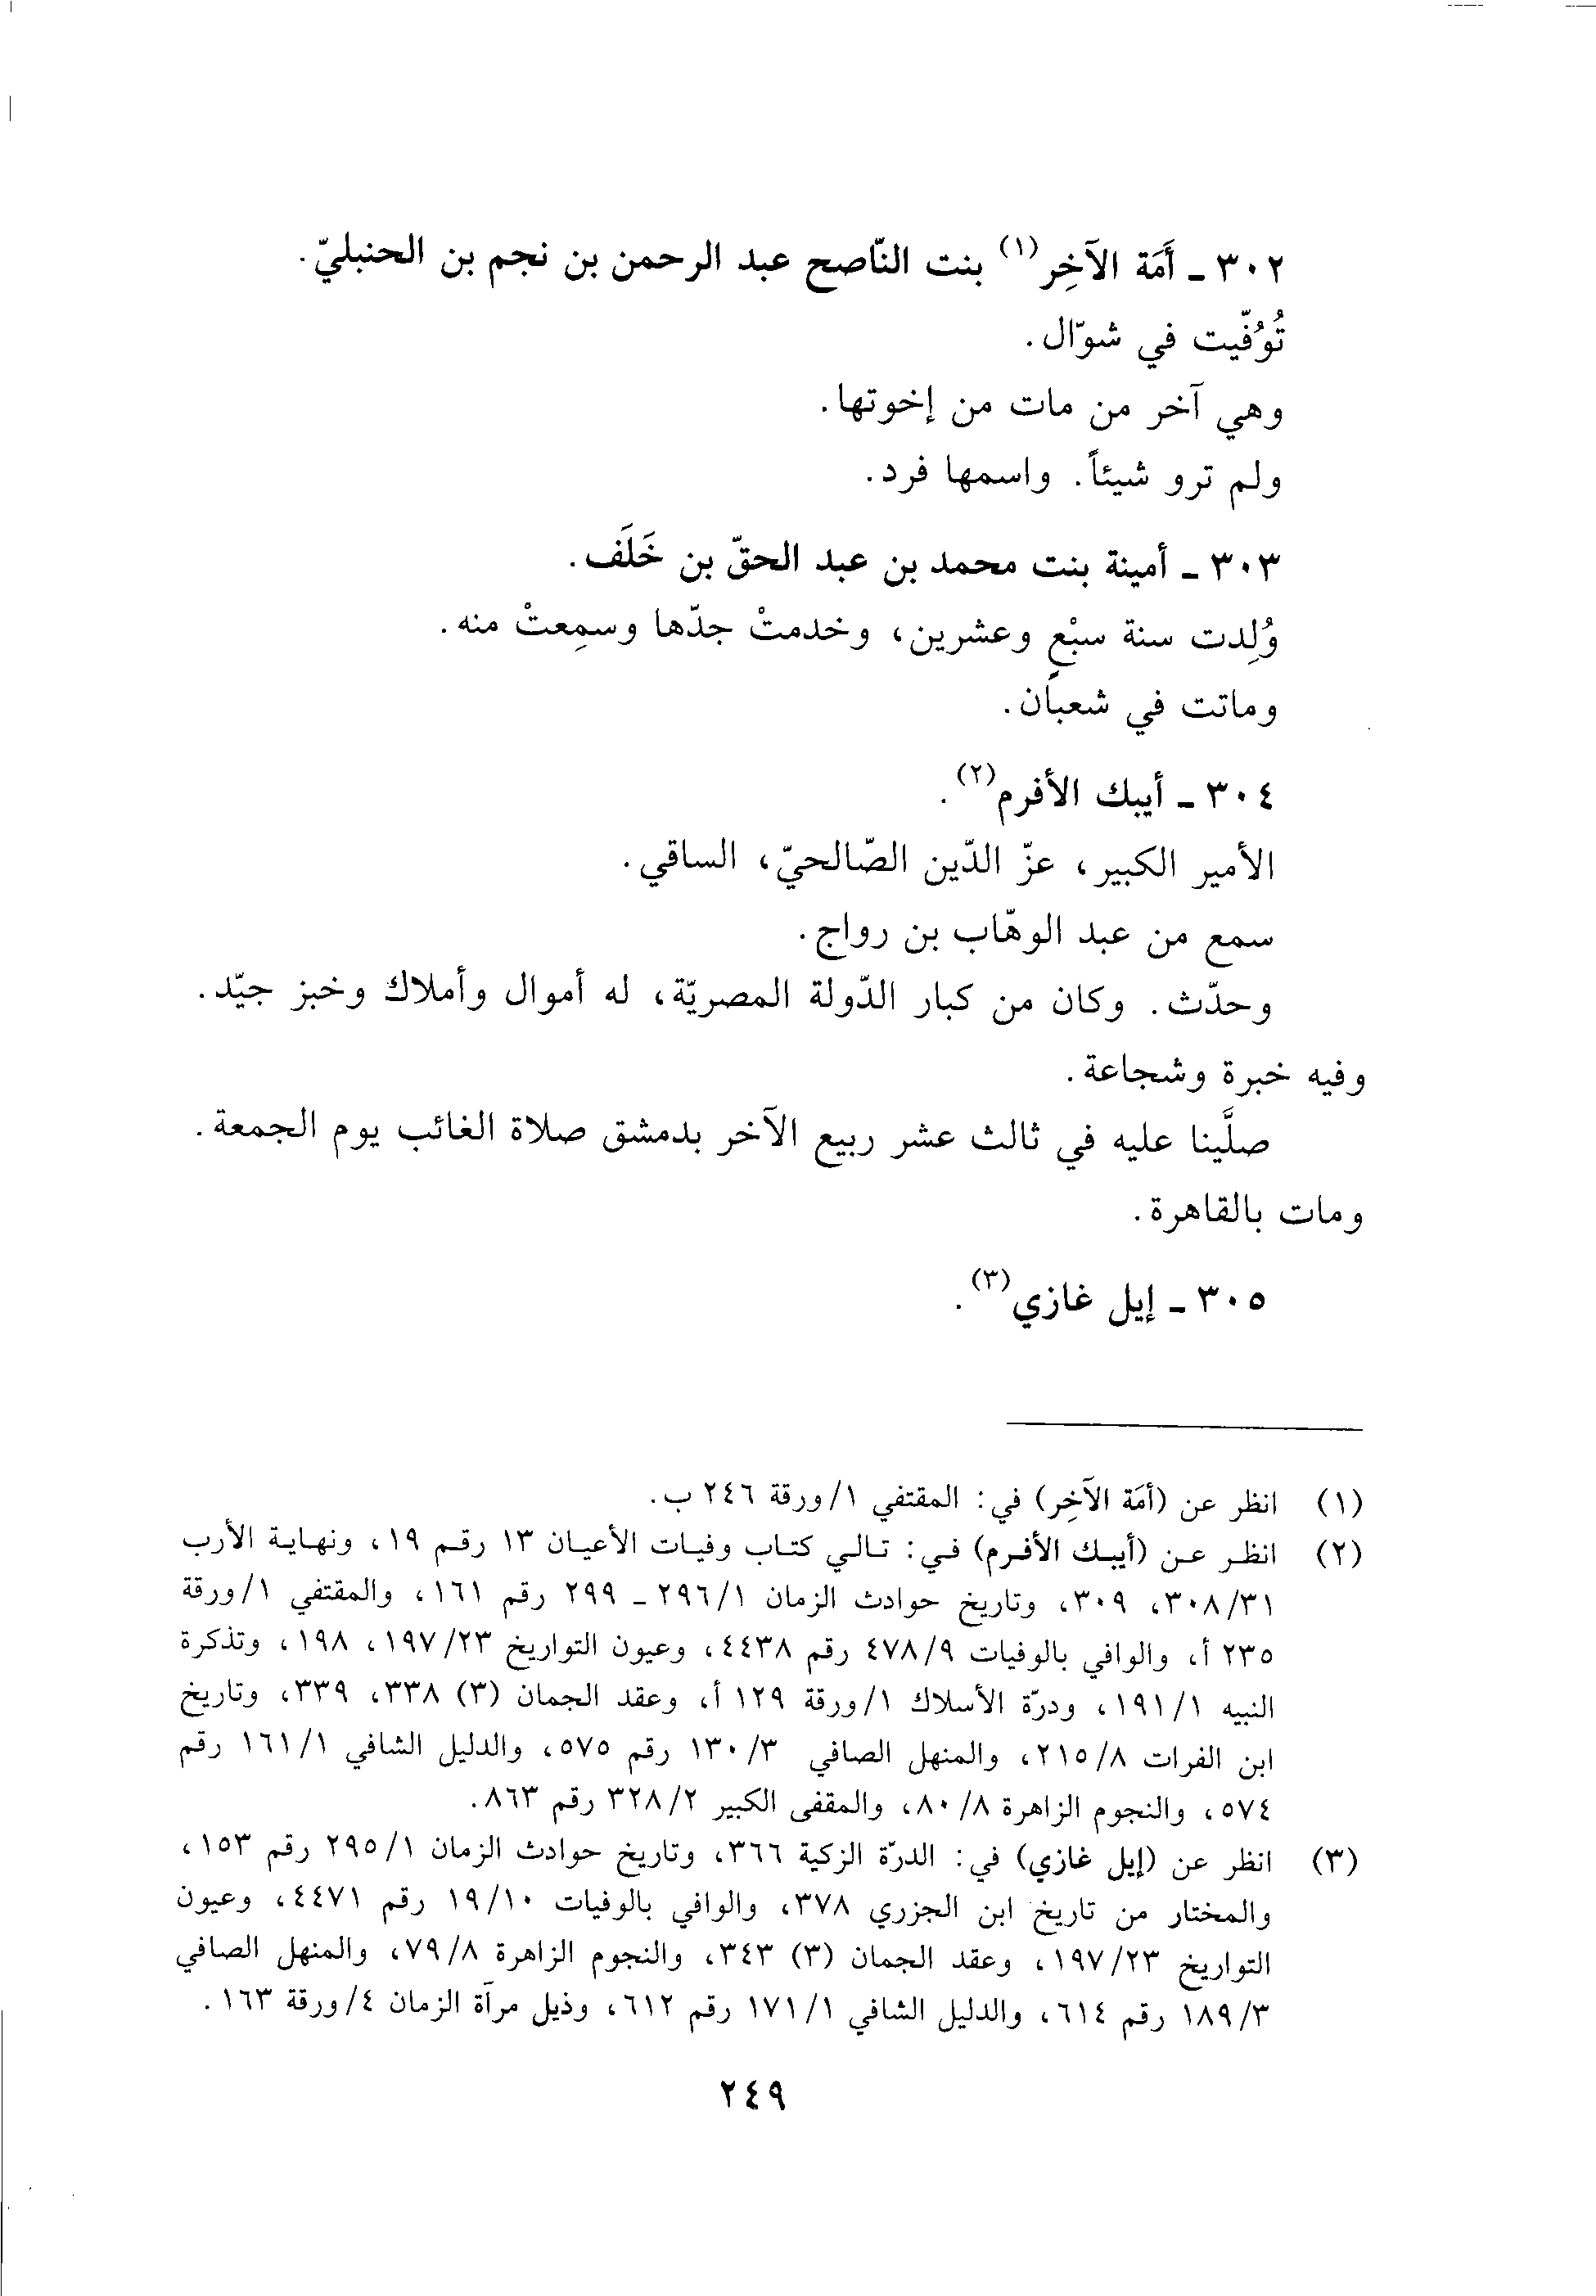 ٣٠٢ ـ أَمَة الآخِر(١) بنت النّاصح عبد الرحمن بن نجم بن الحنبليّ.
تُوُفّيت في شوّال.
وهي آخر من مات من إخوتها.
ولم ترو شيئاً. واسمها فرد.
٣٠٣ ـ أمينة بنت محمد بن عبد الحقّ بن خَلَف.
وُلِدت سنة سبْعٍ وعشرين، وخدمتْ جدّها وسمِعتْ منه.
وماتت في شعبان.
٣٠٤ ـ أيبك الأفرم(٢).
الأمير الكبير، عزّ الدّين الصّالحيّ، الساقي.
سمع من عبد الوهّاب بن رواج.
وحدّث. وكان من كبار الدّولة المصريّة، له أموال وأملاك وخبز جيّد.
وفيه خبرة وشجاعة.
صلَّينا عليه في ثالث عشر ربيع الآخر بدمشق صلاة الغائب يوم الجمعة.
ومات بالقاهرة.
٣٠٥ ـ إيل غازي(٣).
(١) انظر عن (أمَة الآخِر) في: المقتفي ١/ورقة ٢٤٦ ب.
(٢) انظر عن (أيبك الأفرم) في: تالي كتاب وفيات الأعيان ١٣ رقم ١٩، ونهاية الأرب
٣٠٨/٣١، ٣٠٩، وتاريخ حوادث الزمان ٢٩٦/١ ـ ٢٩٩ رقم ١٦١، والمقتفي ١/ورقة
٢٣٥ أ، والوافي بالوفيات ٤٧٨/٩ رقم ٤٤٣٨، وعيون التواريخ ١٩٧/٢٣، ١٩٨، وتذكرة
النبيه ١٩١/١، ودرّة الأسلاك ١/ورقة ١٢٩ أ، وعقد الجمان (٣) ٣٣٨، ٣٣٩، وتاريخ
ابن الفرات ٢١٥/٨، والمنهل الصافي ١٣٠/٣ رقم ٥٧٥، والدليل الشافي ١٦١/١ رقم
٥٧٤، والنجوم الزاهرة ٨٠/٨، والمقفى الكبير ٣٢٨/٢ رقم ٨٦٣.
(٣) انظر عن (إيل غازي) في: الدرّة الزكية ٣٦٦، وتاريخ حوادث الزمان ٢٩٥/١ رقم ١٥٣،
والمختار من تاريخ ابن الجزري ٣٧٨، والوافي بالوفيات ١٩/١٠ رقم ٤٤٧١، وعيون
التواريخ ١٩٧/٢٣، وعقد الجمان (٣) ٣٤٣، والنجوم الزاهرة ٧٩/٨، والمنهل الصافي
١٨٩/٣ رقم ٦١٤، والدليل الشافي ١٧١/١ رقم ٦١٢، وذيل مرآة الزمان ٤/ورقة ١٦٣.
٢٤٩